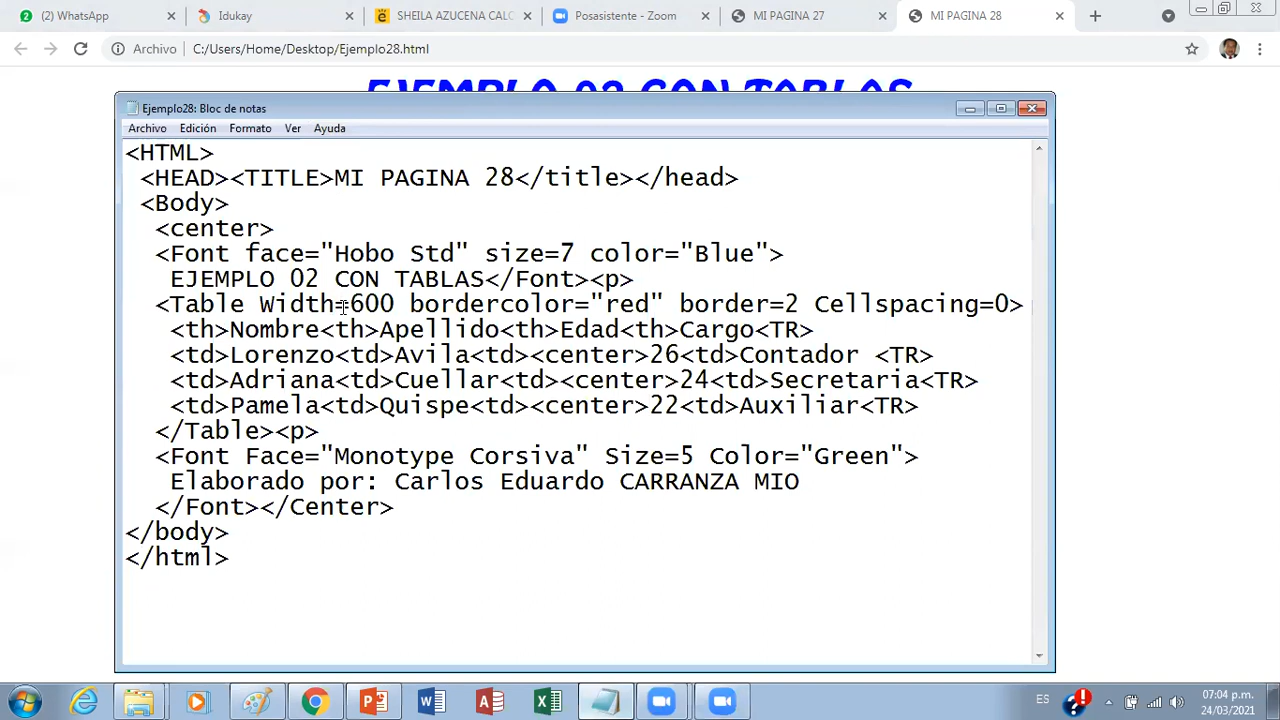 2 WhatsApp
Idukay
SHEILA AZUCENA CALC
Posasistente - Zoom
MI PAGINA 27
MI PAGINA 28
Archivo
C:/Users/Home/Desktop/Ejemplo28.html
EJEMPLO 02 CON TABLAS
Ejemplo28: Bloc de notas
Archivo Edición Formato Ver Ayuda
<HTML>
<HEAD><TITLE>MI PAGINA 28</title></head>
<Body>
<center>
<Font face="Hobo Std" size=7 color="Blue">
EJEMPLO 02 CON TABLAS</Font><p>
<Table Width=600 bordercolor="red" border=2 Cellspacing=0>
<th>Nombre<th>Apellido<th>Edad<th>Cargo<TR>
<td>Lorenzo<td>Avila<td><center>26<td>Contador <TR>
<td>Adriana<td>Cuellar<td><center>24<td>Secretaria<TR>
<td>Pamela<td>Quispe<td><center>22<td>Auxiliar<TR>
</Table><p>
<Font Face="Monotype Corsiva" Size=5 Color="Green">
Elaborado por: Carlos Eduardo CARRANZA MIO
</Font></Center>
</body>
</html>
ES
07:04 p.m.
24/03/2021